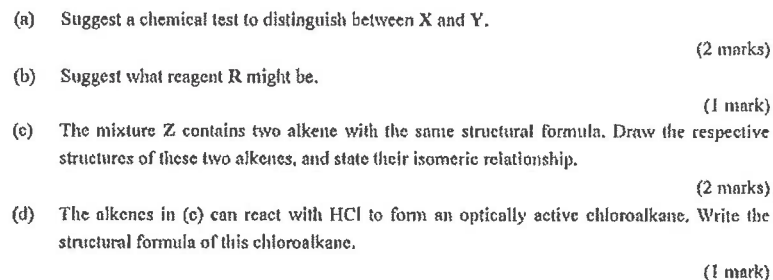 (a) Suggest a chemical test to distinguish between X and Y.
(2 marks)
(b) Suggest what reagent R might be.
(1 mark)
(c) The mixture Z contains two alkene with the same structural formula. Draw the respective
structures of these two alkenes, and state their isomeric relationship.
(2 marks)
(d) The alkenes in (c) can react with HCl to form an optically active chloroalkane. Write the
structural formula of this chloroalkane.
(1 mark)